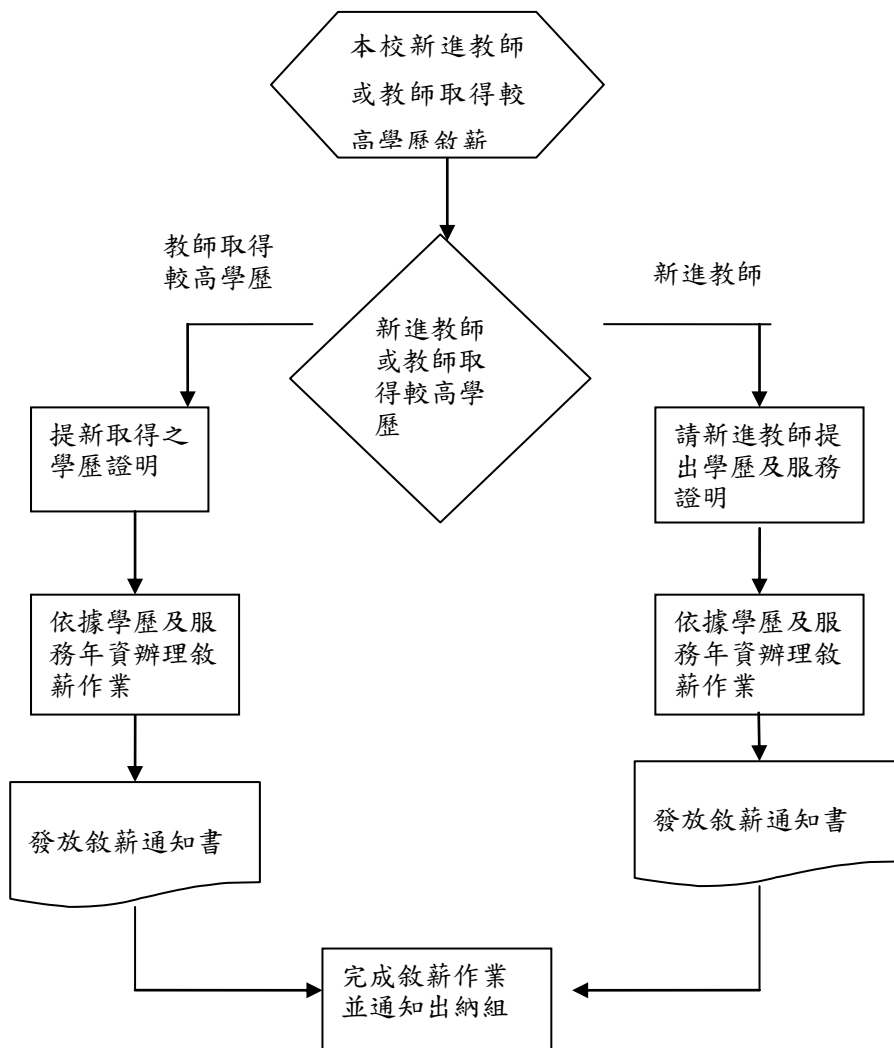 本校新進教師
或教師取得較
高學歷敘薪
教師取得
較高學歷
新進教師
新進教師
或教師取
得較高學
歷
提新取得之
學歷證明
請新進教師提
出學歷及服務
證明
依據學歷及服
務年資辦理敘
薪作業
依據學歷及服
務年資辦理敘
薪作業
發放敘薪通知書
發放敘薪通知書
完成敘薪作業
並通知出納組